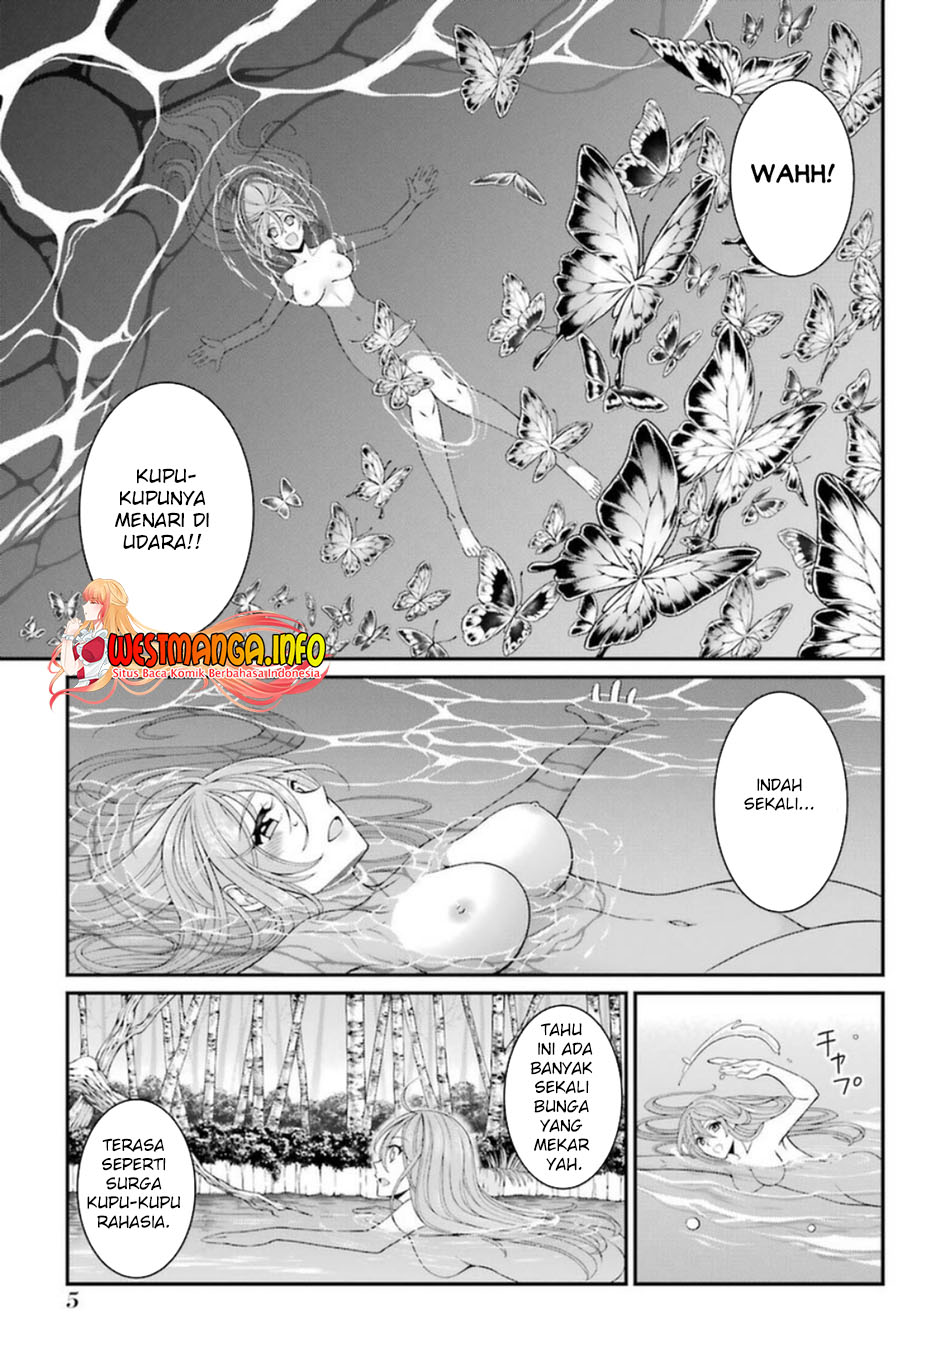 WAHH!
KUPU-
KUPUNYA
MENARI DI
UDARA!!
WESTMANGA.INFO
Situs Baca Komik Berbahasa Indonesia
INDAH
SEKALI...
チャプ
TAHU
INI ADA
BANYAK
SEKALI
BUNGA
YANG
MEKAR
YAH.
TERASA
SEPERTI
SURGA
KUPU-KUPU
RAHASIA.
5